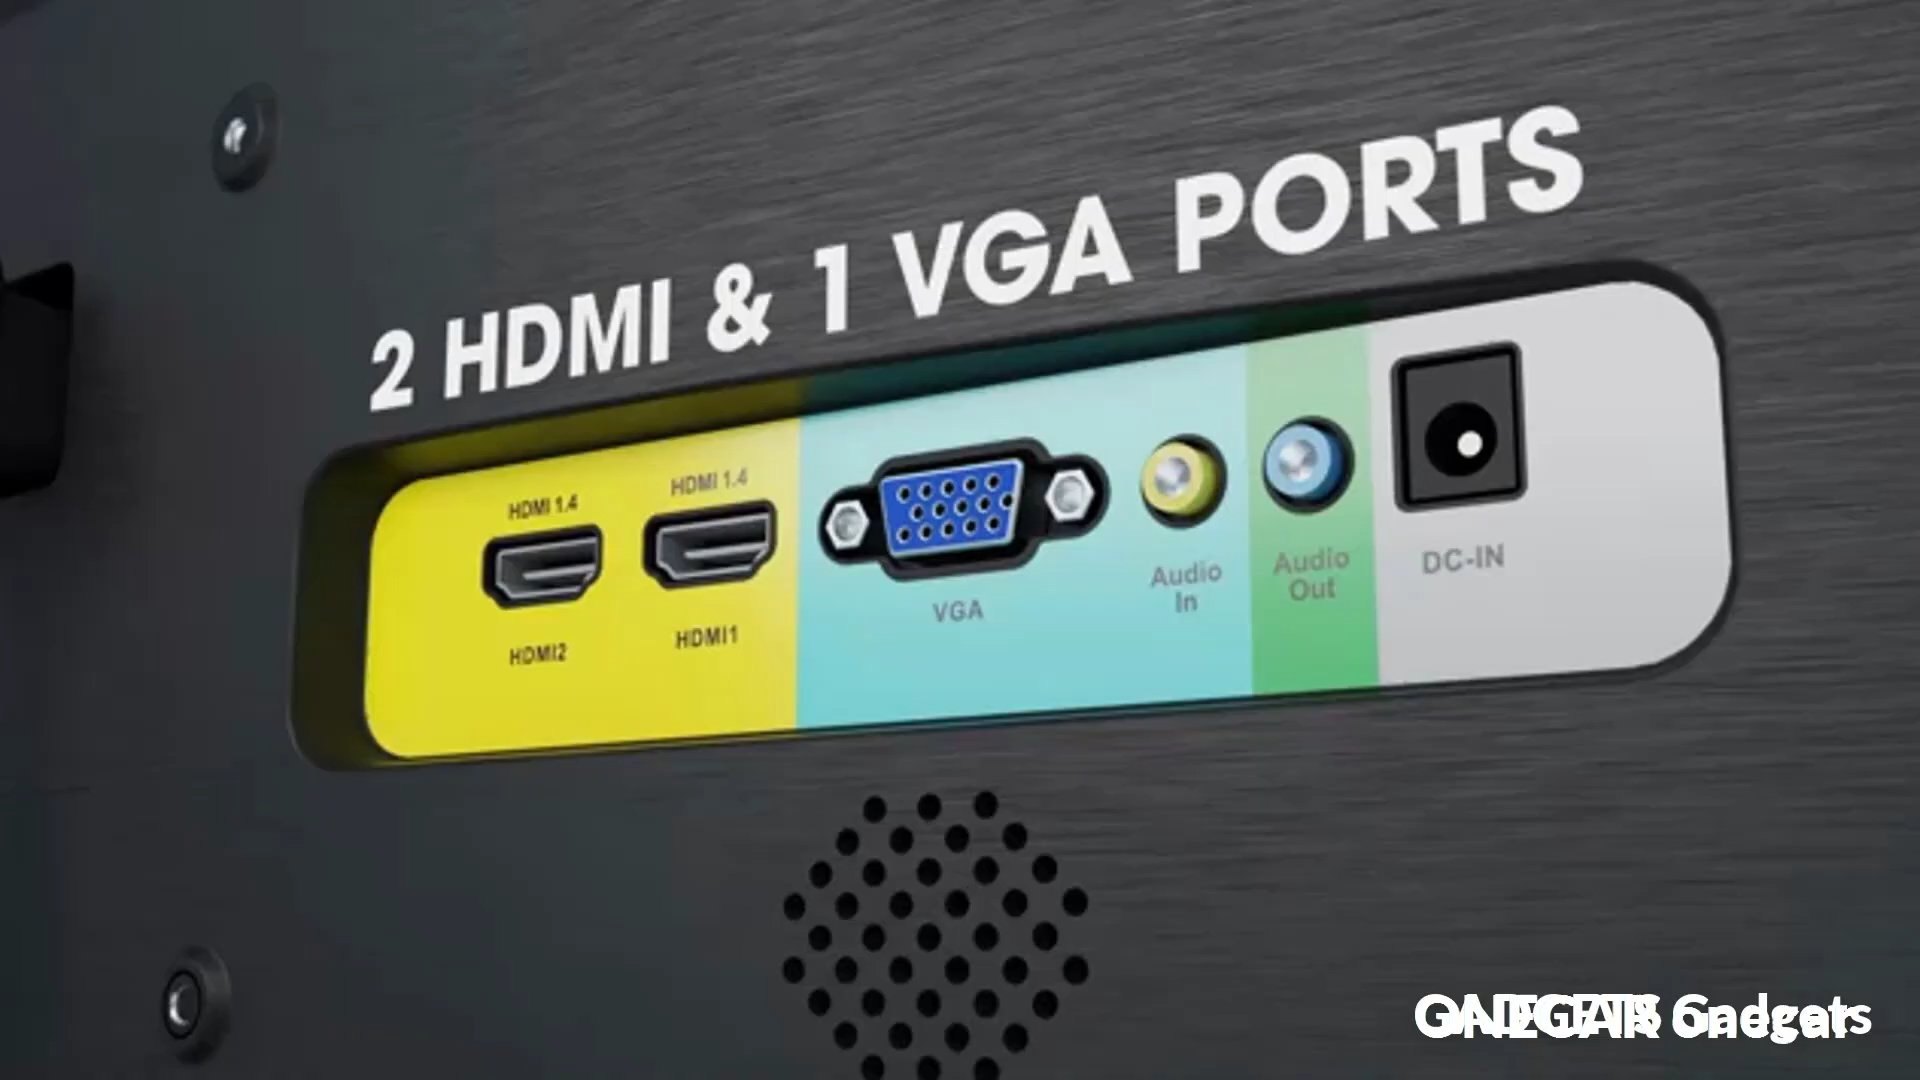 2 HDMI & 1 VGA PORTS
HDMI 1.4
HDMI 1.4
HDMI2
HDMI1
VGA
Audio
In
Audio
Out
DC-IN